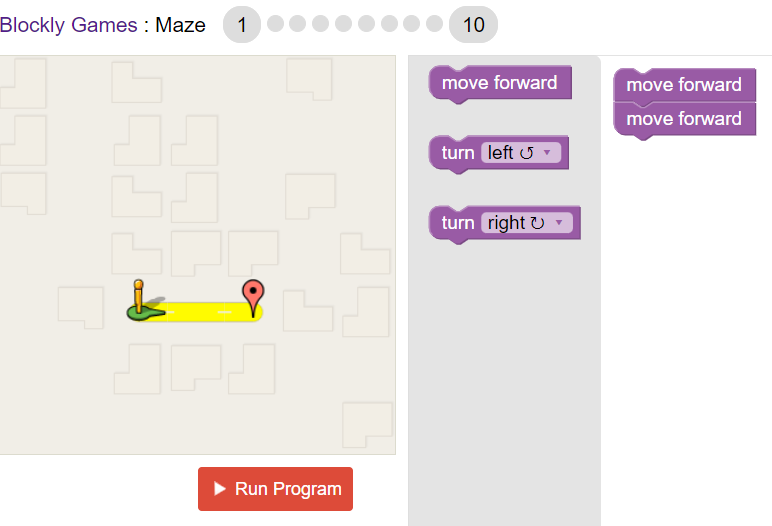 Blockly Games : Maze 1 10
move forward
turn left ↺ ▼
turn right ↻ ▼
move forward
move forward
Run Program